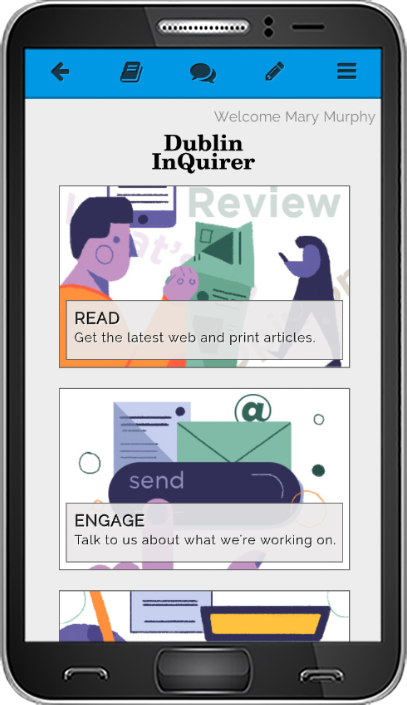 Welcome Mary Murphy
Dublin
InQuirer
Review
What's
READ
Get the latest web and print articles.
@
send
ENGAGE
Talk to us about what we're working on.